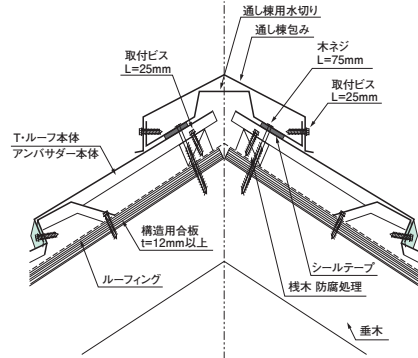 通し棟用水切り
通し棟包み
取付ビス
L=25mm
木ネジ
L=75mm
取付ビス
L=25mm
T・ルーフ本体
アンバサダー本体
構造用合板
t=12mm以上
ルーフィング
シールテープ
桟木 防腐処理
垂木